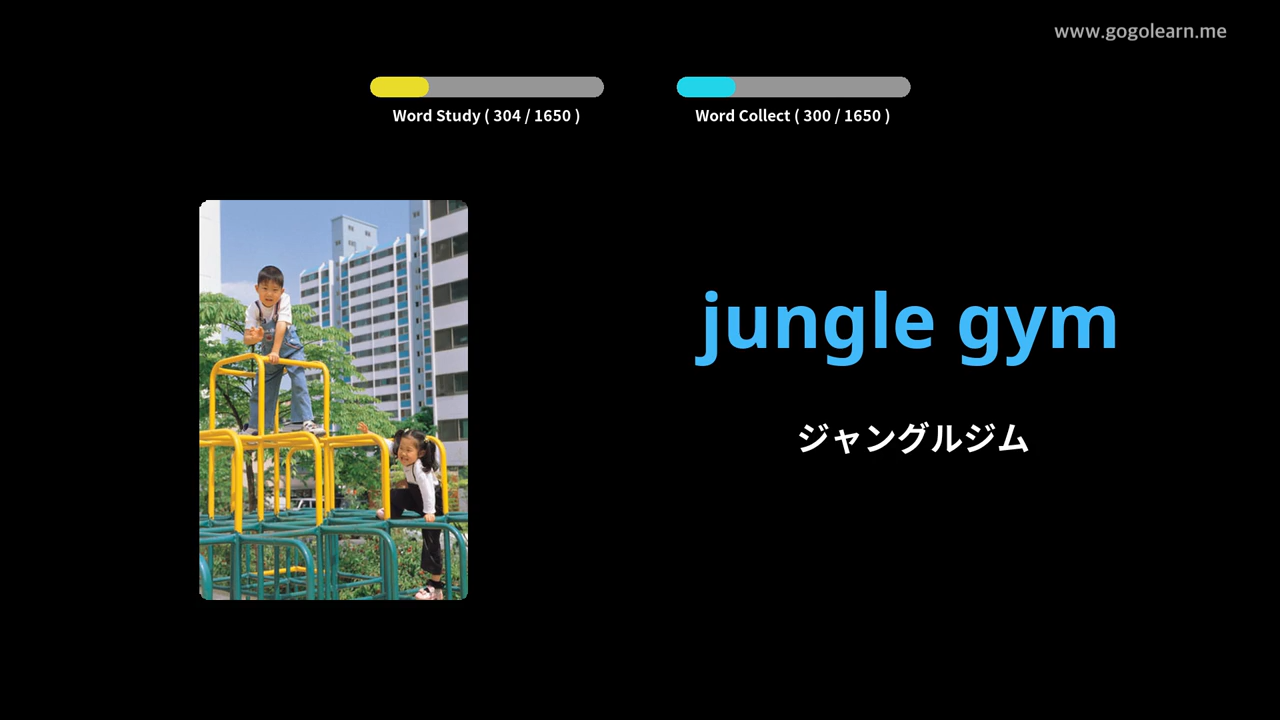 www.gogolearn.me
Word Study ( 304 / 1650 )
Word Collect ( 300 / 1650 )
jungle gym
ジャングルジム